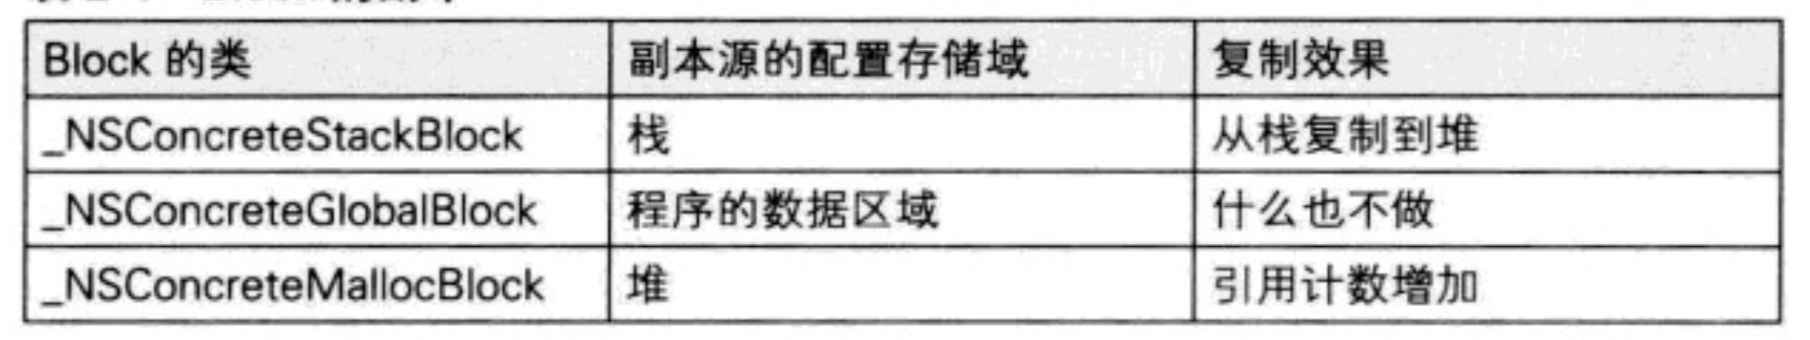 Block 的类 副本源的配置存储域 复制效果
_NSConcreteStackBlock 栈 从栈复制到堆
_NSConcreteGlobalBlock 程序的数据区域 什么也不做
_NSConcreteMallocBlock 堆 引用计数增加